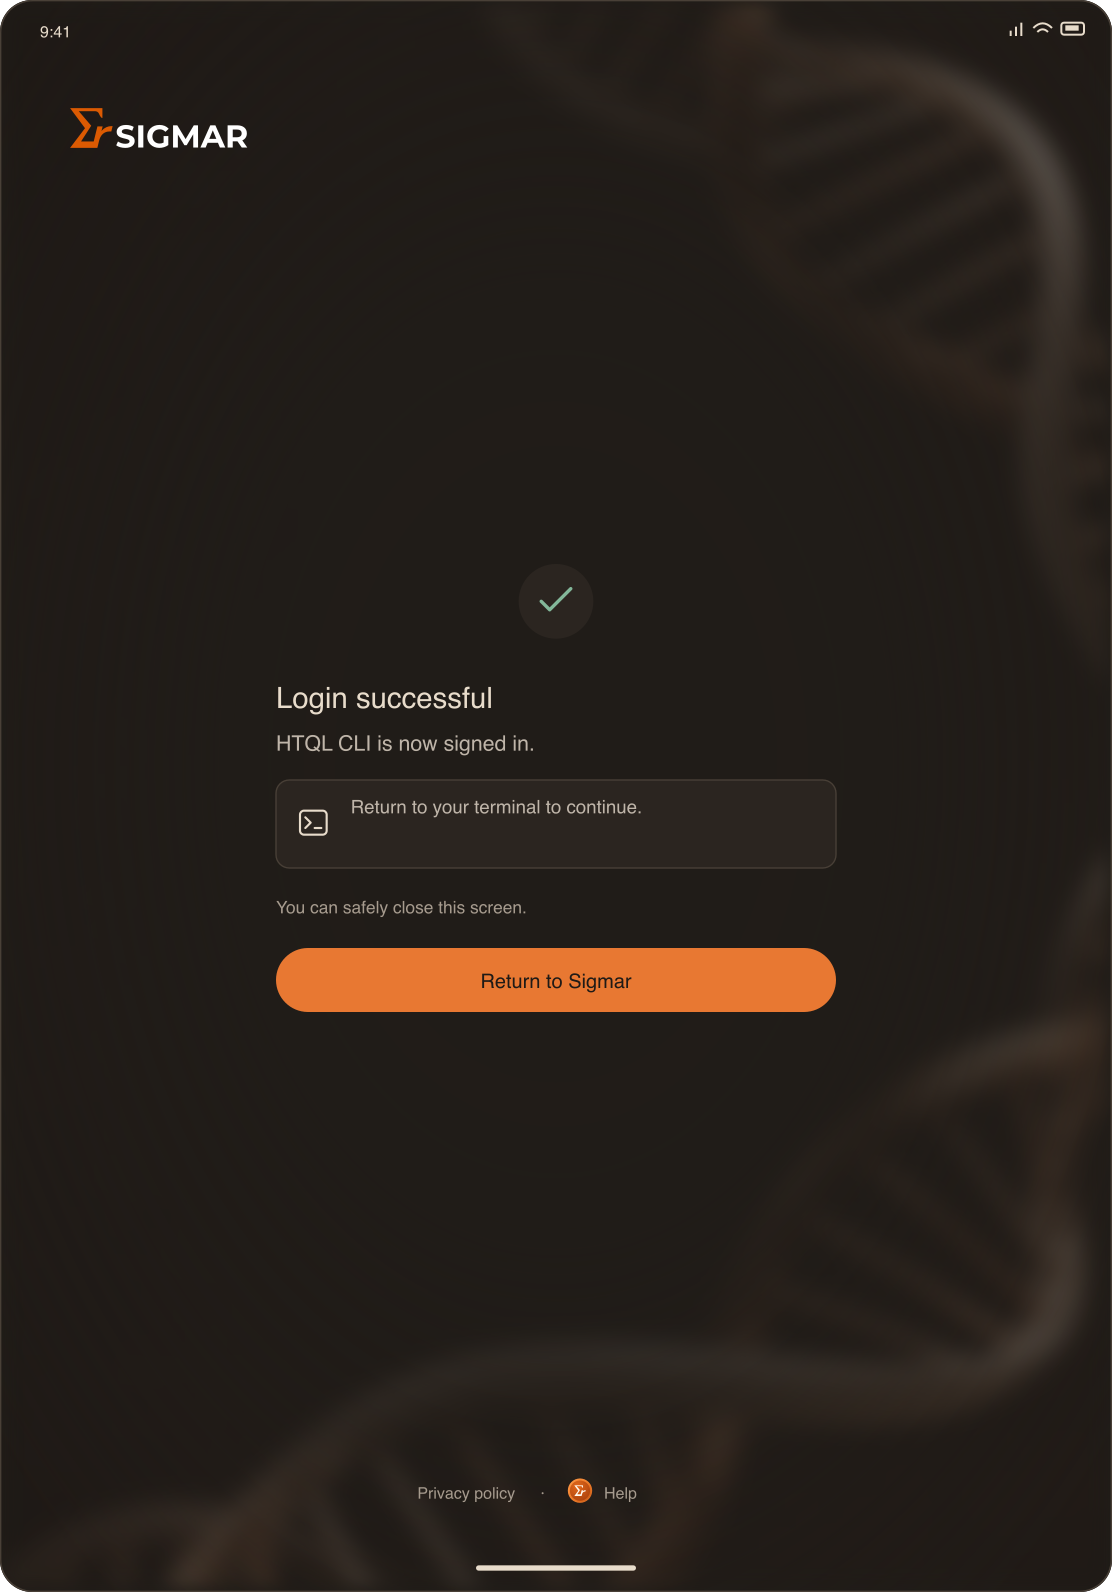 9:41
SIGMAR
Login successful
HTQL CLI is now signed in.
Return to your terminal to continue.
You can safely close this screen.
Return to Sigmar
Privacy policy · Help